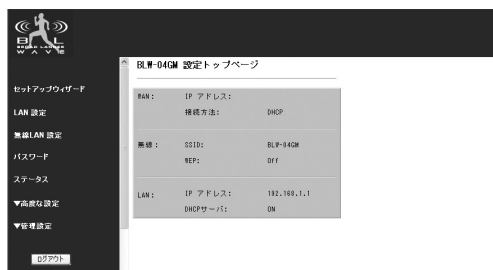 BROAD LANNER
WAVE
セットアップウィザード
LAN 設定
無線LAN 設定
パスワード
ステータス
▼高度な設定
▼管理設定
ログアウト
BLW-04GM 設定トップページ
WAN: IP アドレス:
接続方法: DHCP
無線: SSID: BLW-04GM
WEP: Off
LAN: IP アドレス: 192.168.1.1
DHCPサーバ: ON